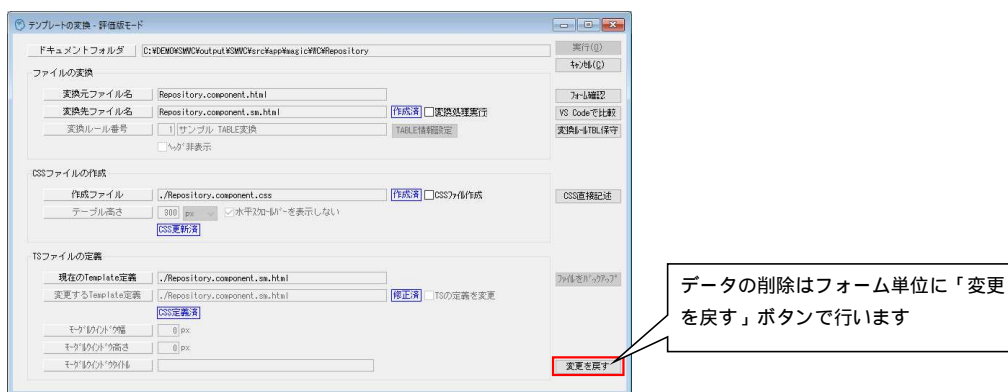 テンプレートの変換 - 評価版モード
ドキュメントフォルダ C:¥DEMO¥SMVC¥output¥SMVC¥src¥app¥magic¥MC¥Repository
実行(O)
キャンセル(C)
ファイルの変換
変換元ファイル名 Repository.component.html
フォーム確認
変換先ファイル名 Repository.component.sm.html 作成済 変換処理実行
VS Codeで比較
変換ルール番号 1 サンプル TABLE変換 TABLE情報設定
変換ルールTBL保守
ヘッダ非表示
CSSファイルの作成
作成ファイル ./Repository.component.css 作成済 CSSファイル作成
CSS直接記述
テーブル高さ 300 px 水平スクロールバーを表示しない
CSS更新済
TSファイルの定義
現在のTemplate定義 ./Repository.component.sm.html
ファイルをバックアップ
変更するTemplate定義 ./Repository.component.sm.html 修正済 TSの定義を変更
CSS定義済
モーダルウィンドウ幅 0 px
モーダルウィンドウ高さ 0 px
モーダルウィンドウタイトル
変更を戻す
データの削除はフォーム単位に「変更
を戻す」ボタンで行います